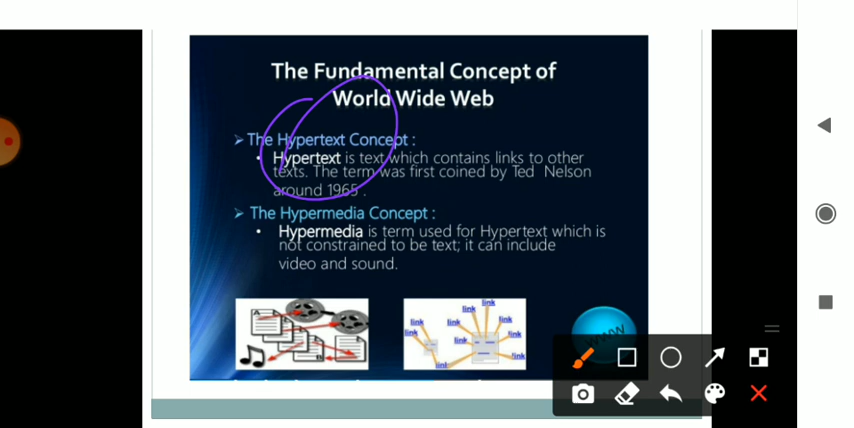 The Fundamental Concept of
World Wide Web
The Hypertext Concept :
Hypertext is text which contains links to other
texts. The term was first coined by Ted Nelson
around 1965 .
The Hypermedia Concept :
Hypermedia is term used for Hypertext which is
not constrained to be text; it can include
video and sound.
A
link
link
link
link
link
link
link
link
link
link
www